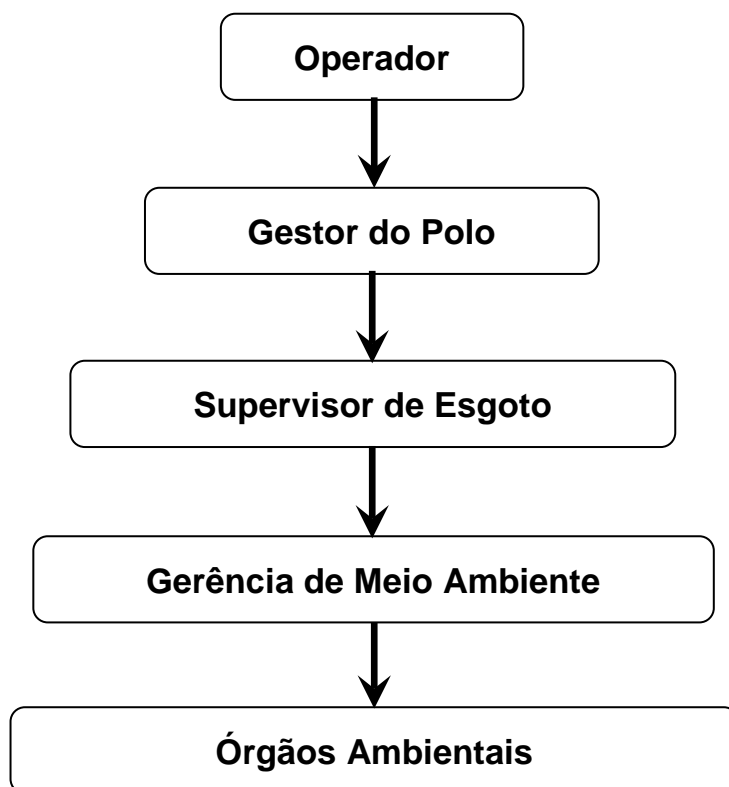 Operador
Gestor do Polo
Supervisor de Esgoto
Gerência de Meio Ambiente
Órgãos Ambientais